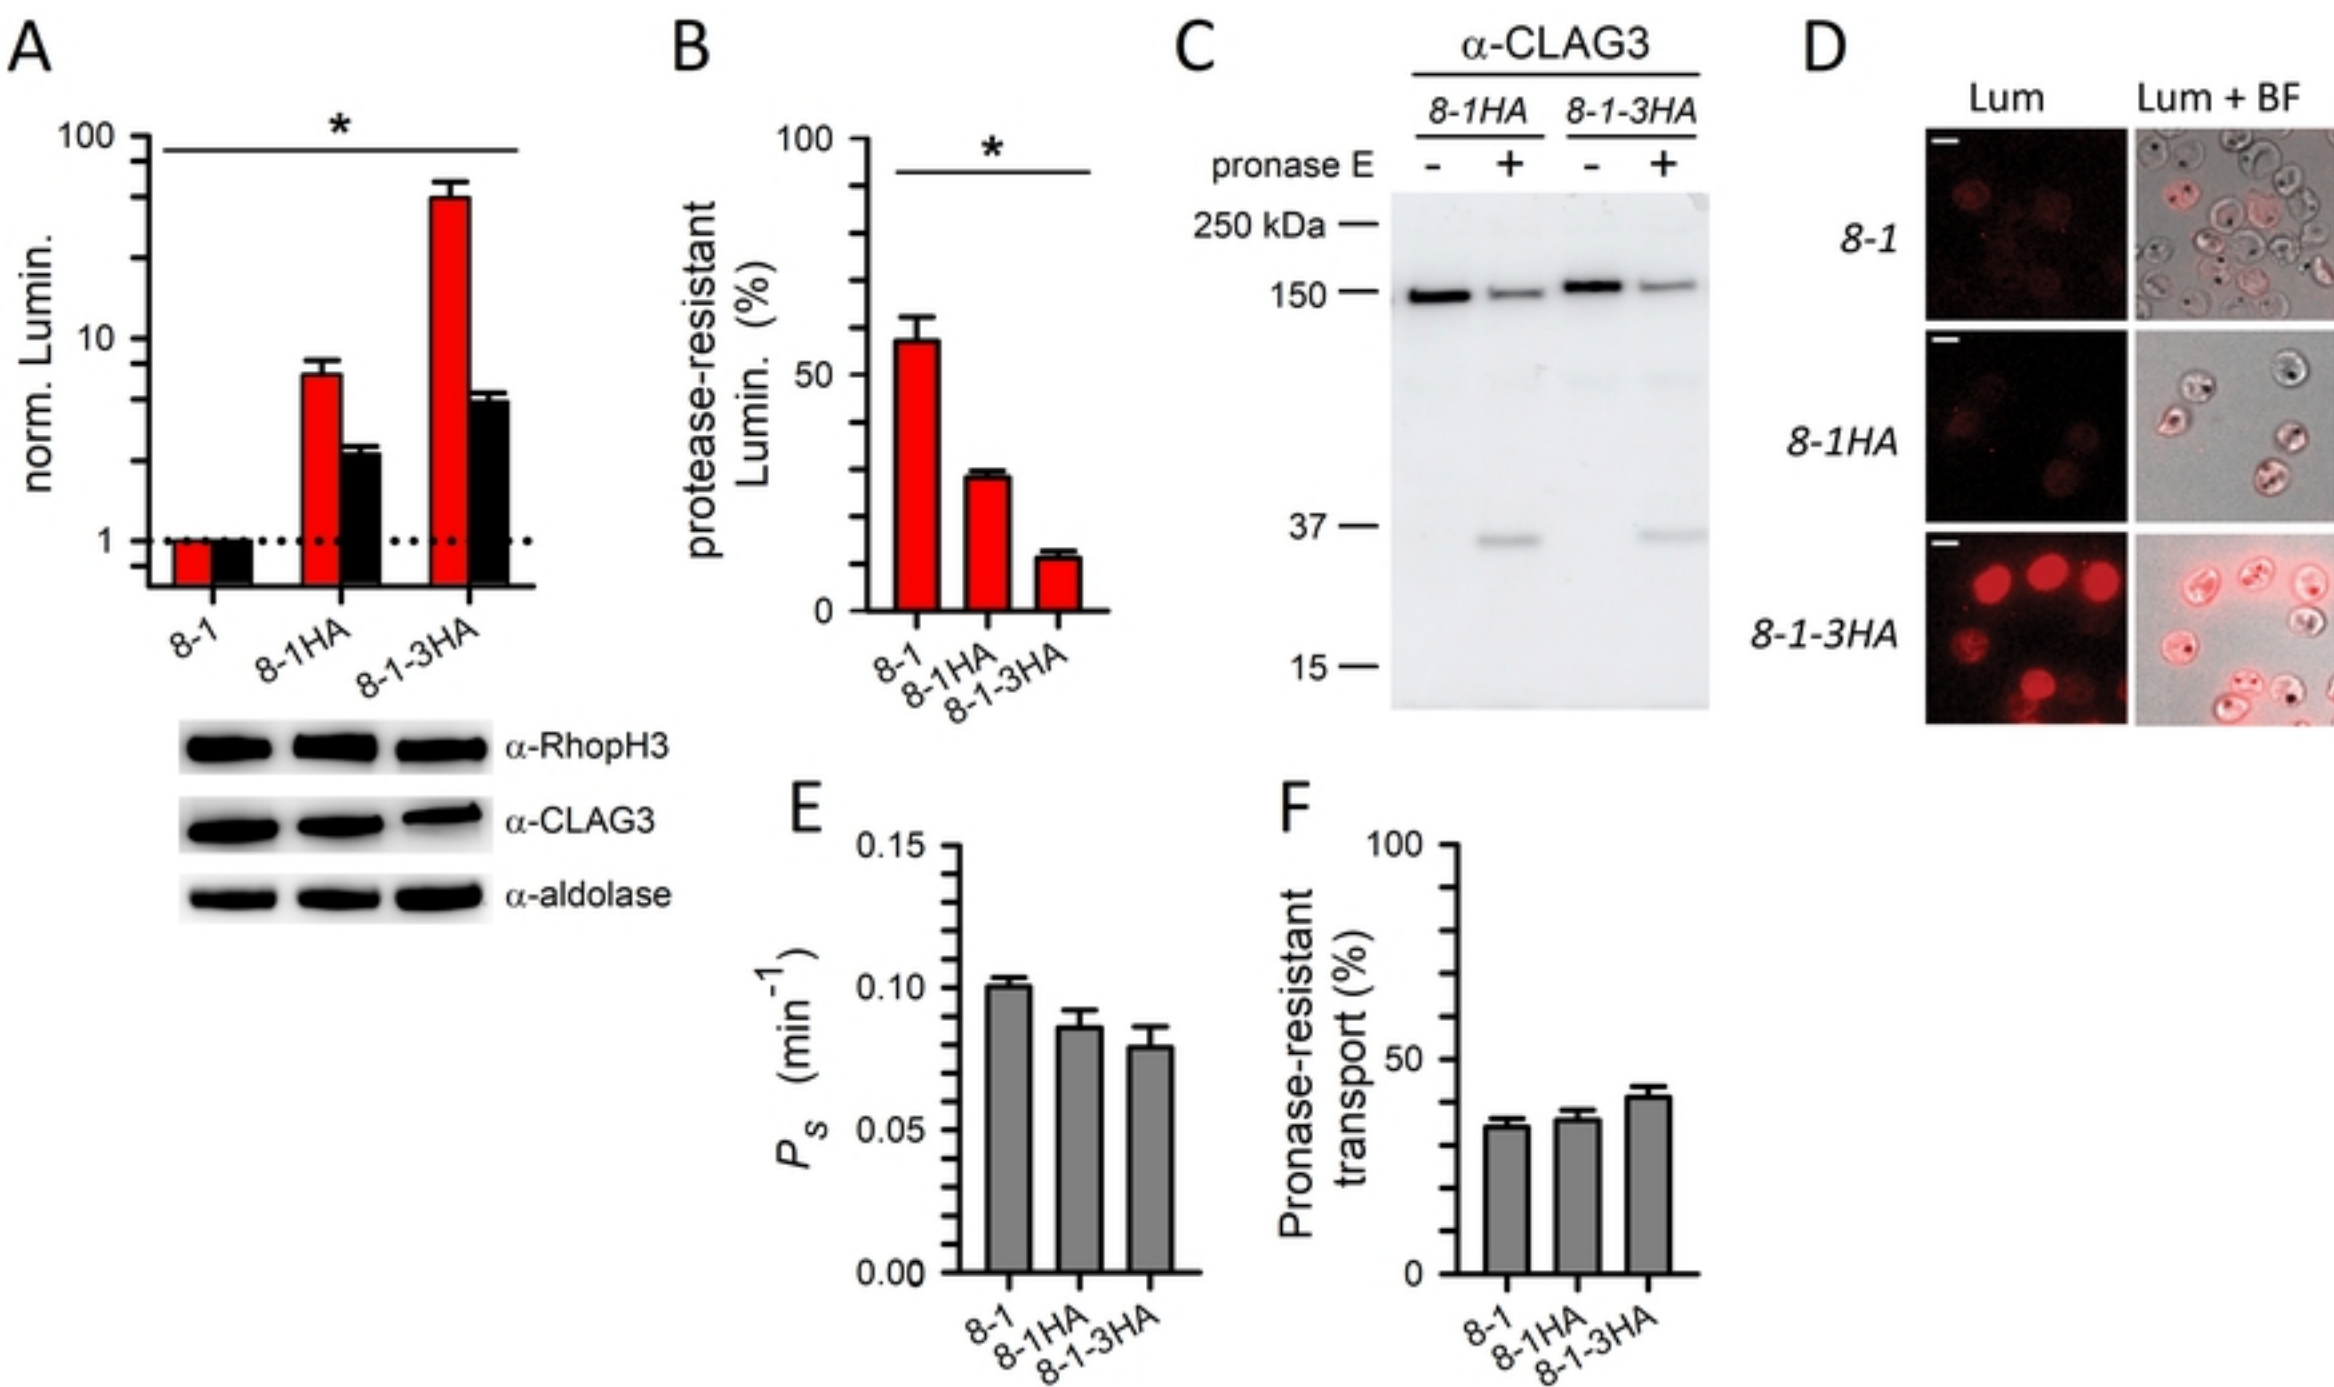 A
norm. Lumin.
100
10
1
*
8-1
8-1HA
8-1-3HA
α-RhopH3
α-CLAG3
α-aldolase
B
protease-resistant
Lumin. (%)
100
50
0
*
8-1
8-1HA
8-1-3HA
C
α-CLAG3
8-1HA 8-1-3HA
pronase E - + - +
250 kDa
150
37
15
D
Lum Lum + BF
8-1
8-1HA
8-1-3HA
E
Ps (min-1)
0.15
0.10
0.05
0.00
8-1
8-1HA
8-1-3HA
F
Pronase-resistant
transport (%)
100
50
0
8-1
8-1HA
8-1-3HA